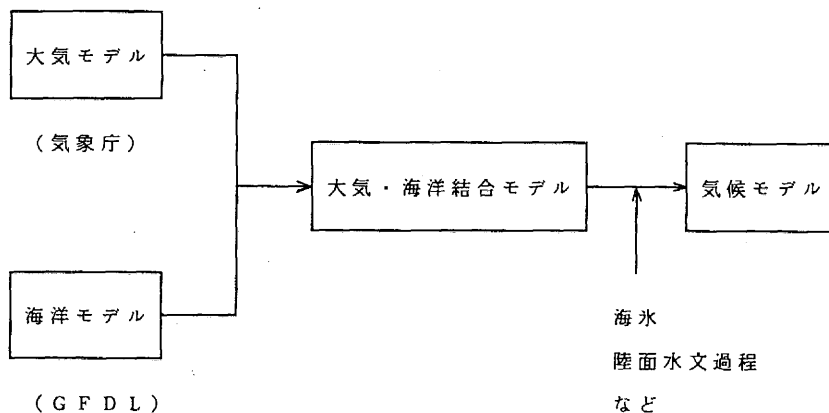 大気モデル
(気象庁)
大気・海洋結合モデル
気候モデル
海洋モデル
(GFDL)
海氷
陸面水文過程
など